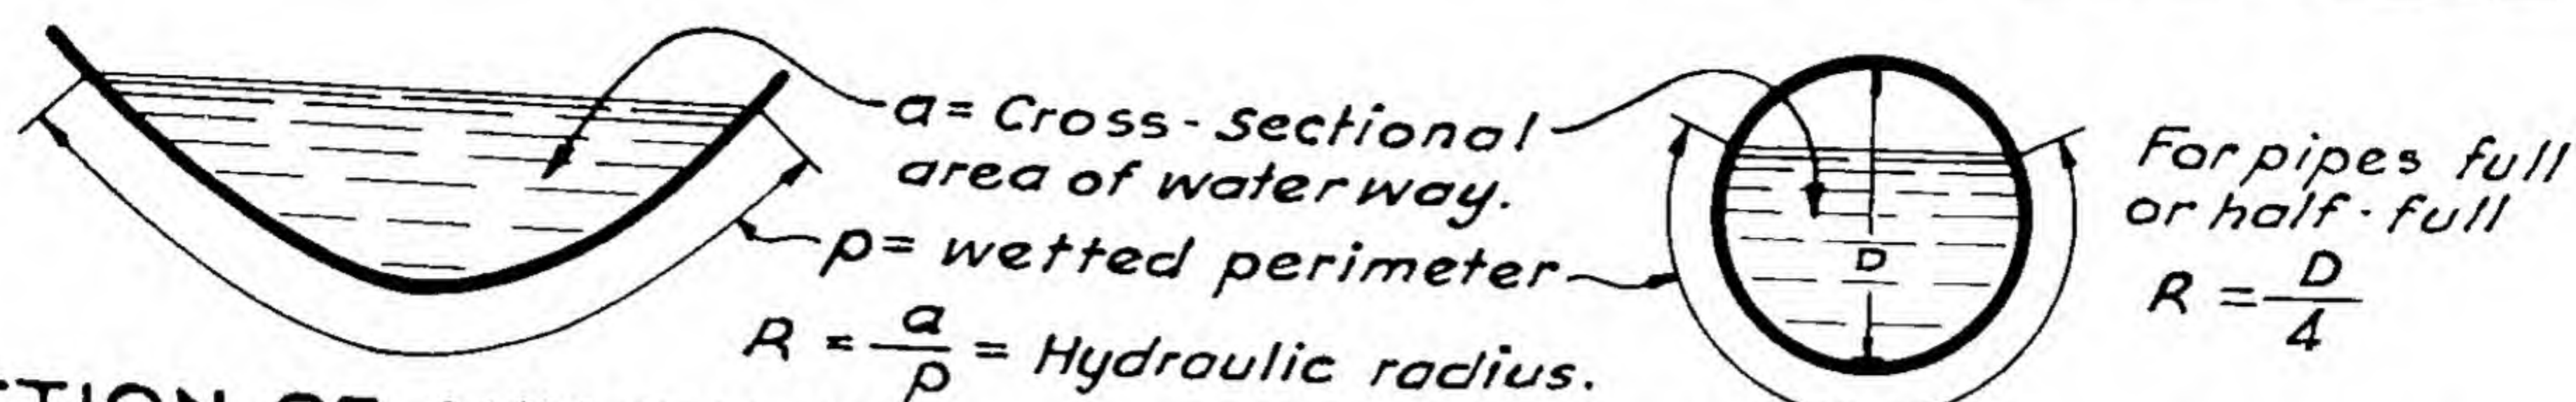 a = Cross-sectional
area of waterway.
p = wetted perimeter
R = a/p = Hydraulic radius.
D
For pipes full
or half-full
R = D/4